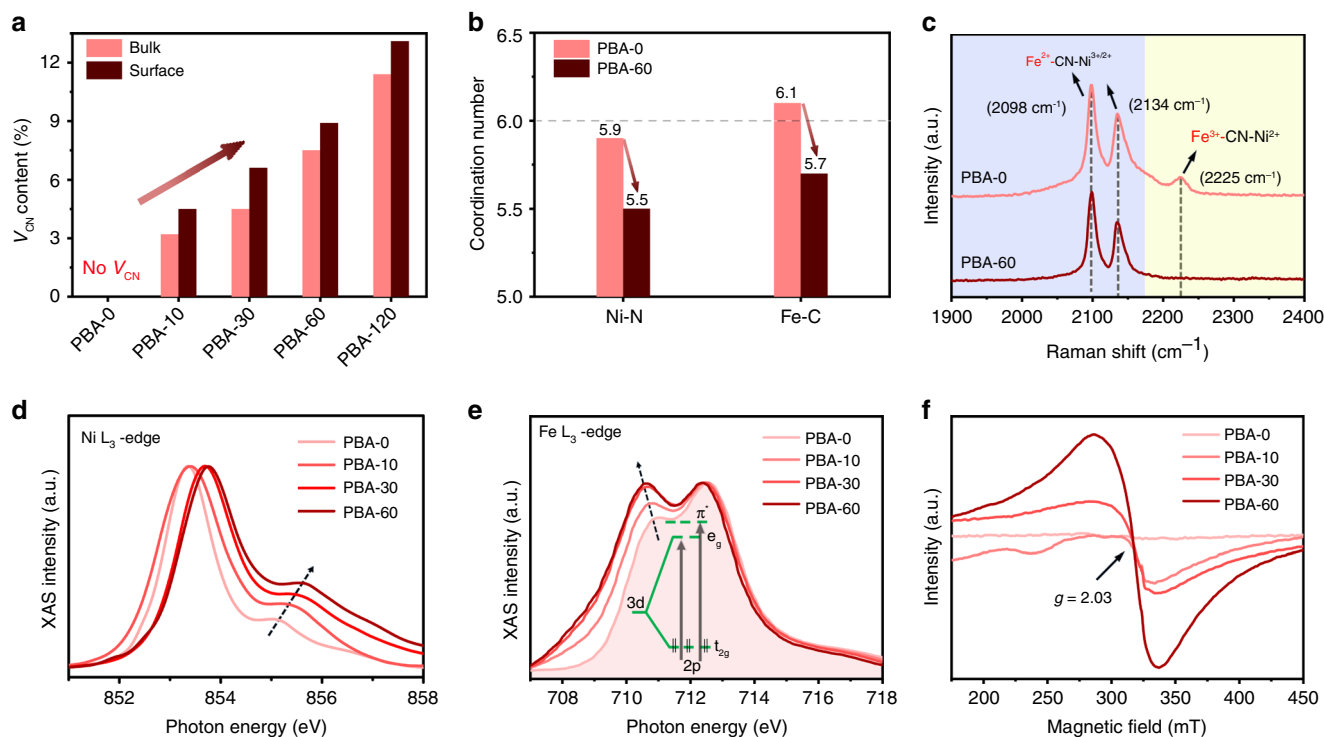 a
Bulk
Surface
V_CN content (%)
12
9
6
3
0
No V_CN
PBA-0
PBA-10
PBA-30
PBA-60
PBA-120
b
PBA-0
PBA-60
Coordination number
6.5
6.0
5.5
5.0
5.9
5.5
6.1
5.7
Ni-N
Fe-C
c
Fe²⁺-CN-Ni³⁺/²⁺
(2098 cm⁻¹)
(2134 cm⁻¹)
Fe³⁺-CN-Ni²⁺
(2225 cm⁻¹)
PBA-0
PBA-60
Intensity (a.u.)
1900 2000 2100 2200 2300 2400
Raman shift (cm⁻¹)
d
Ni L₃ -edge
PBA-0
PBA-10
PBA-30
PBA-60
XAS intensity (a.u.)
852 854 856 858
Photon energy (eV)
e
Fe L₃ -edge
PBA-0
PBA-10
PBA-30
PBA-60
π*
e_g
3d
t_2g
2p
XAS intensity (a.u.)
708 710 712 714 716 718
Photon energy (eV)
f
PBA-0
PBA-10
PBA-30
PBA-60
g = 2.03
Intensity (a.u.)
200 250 300 350 400 450
Magnetic field (mT)